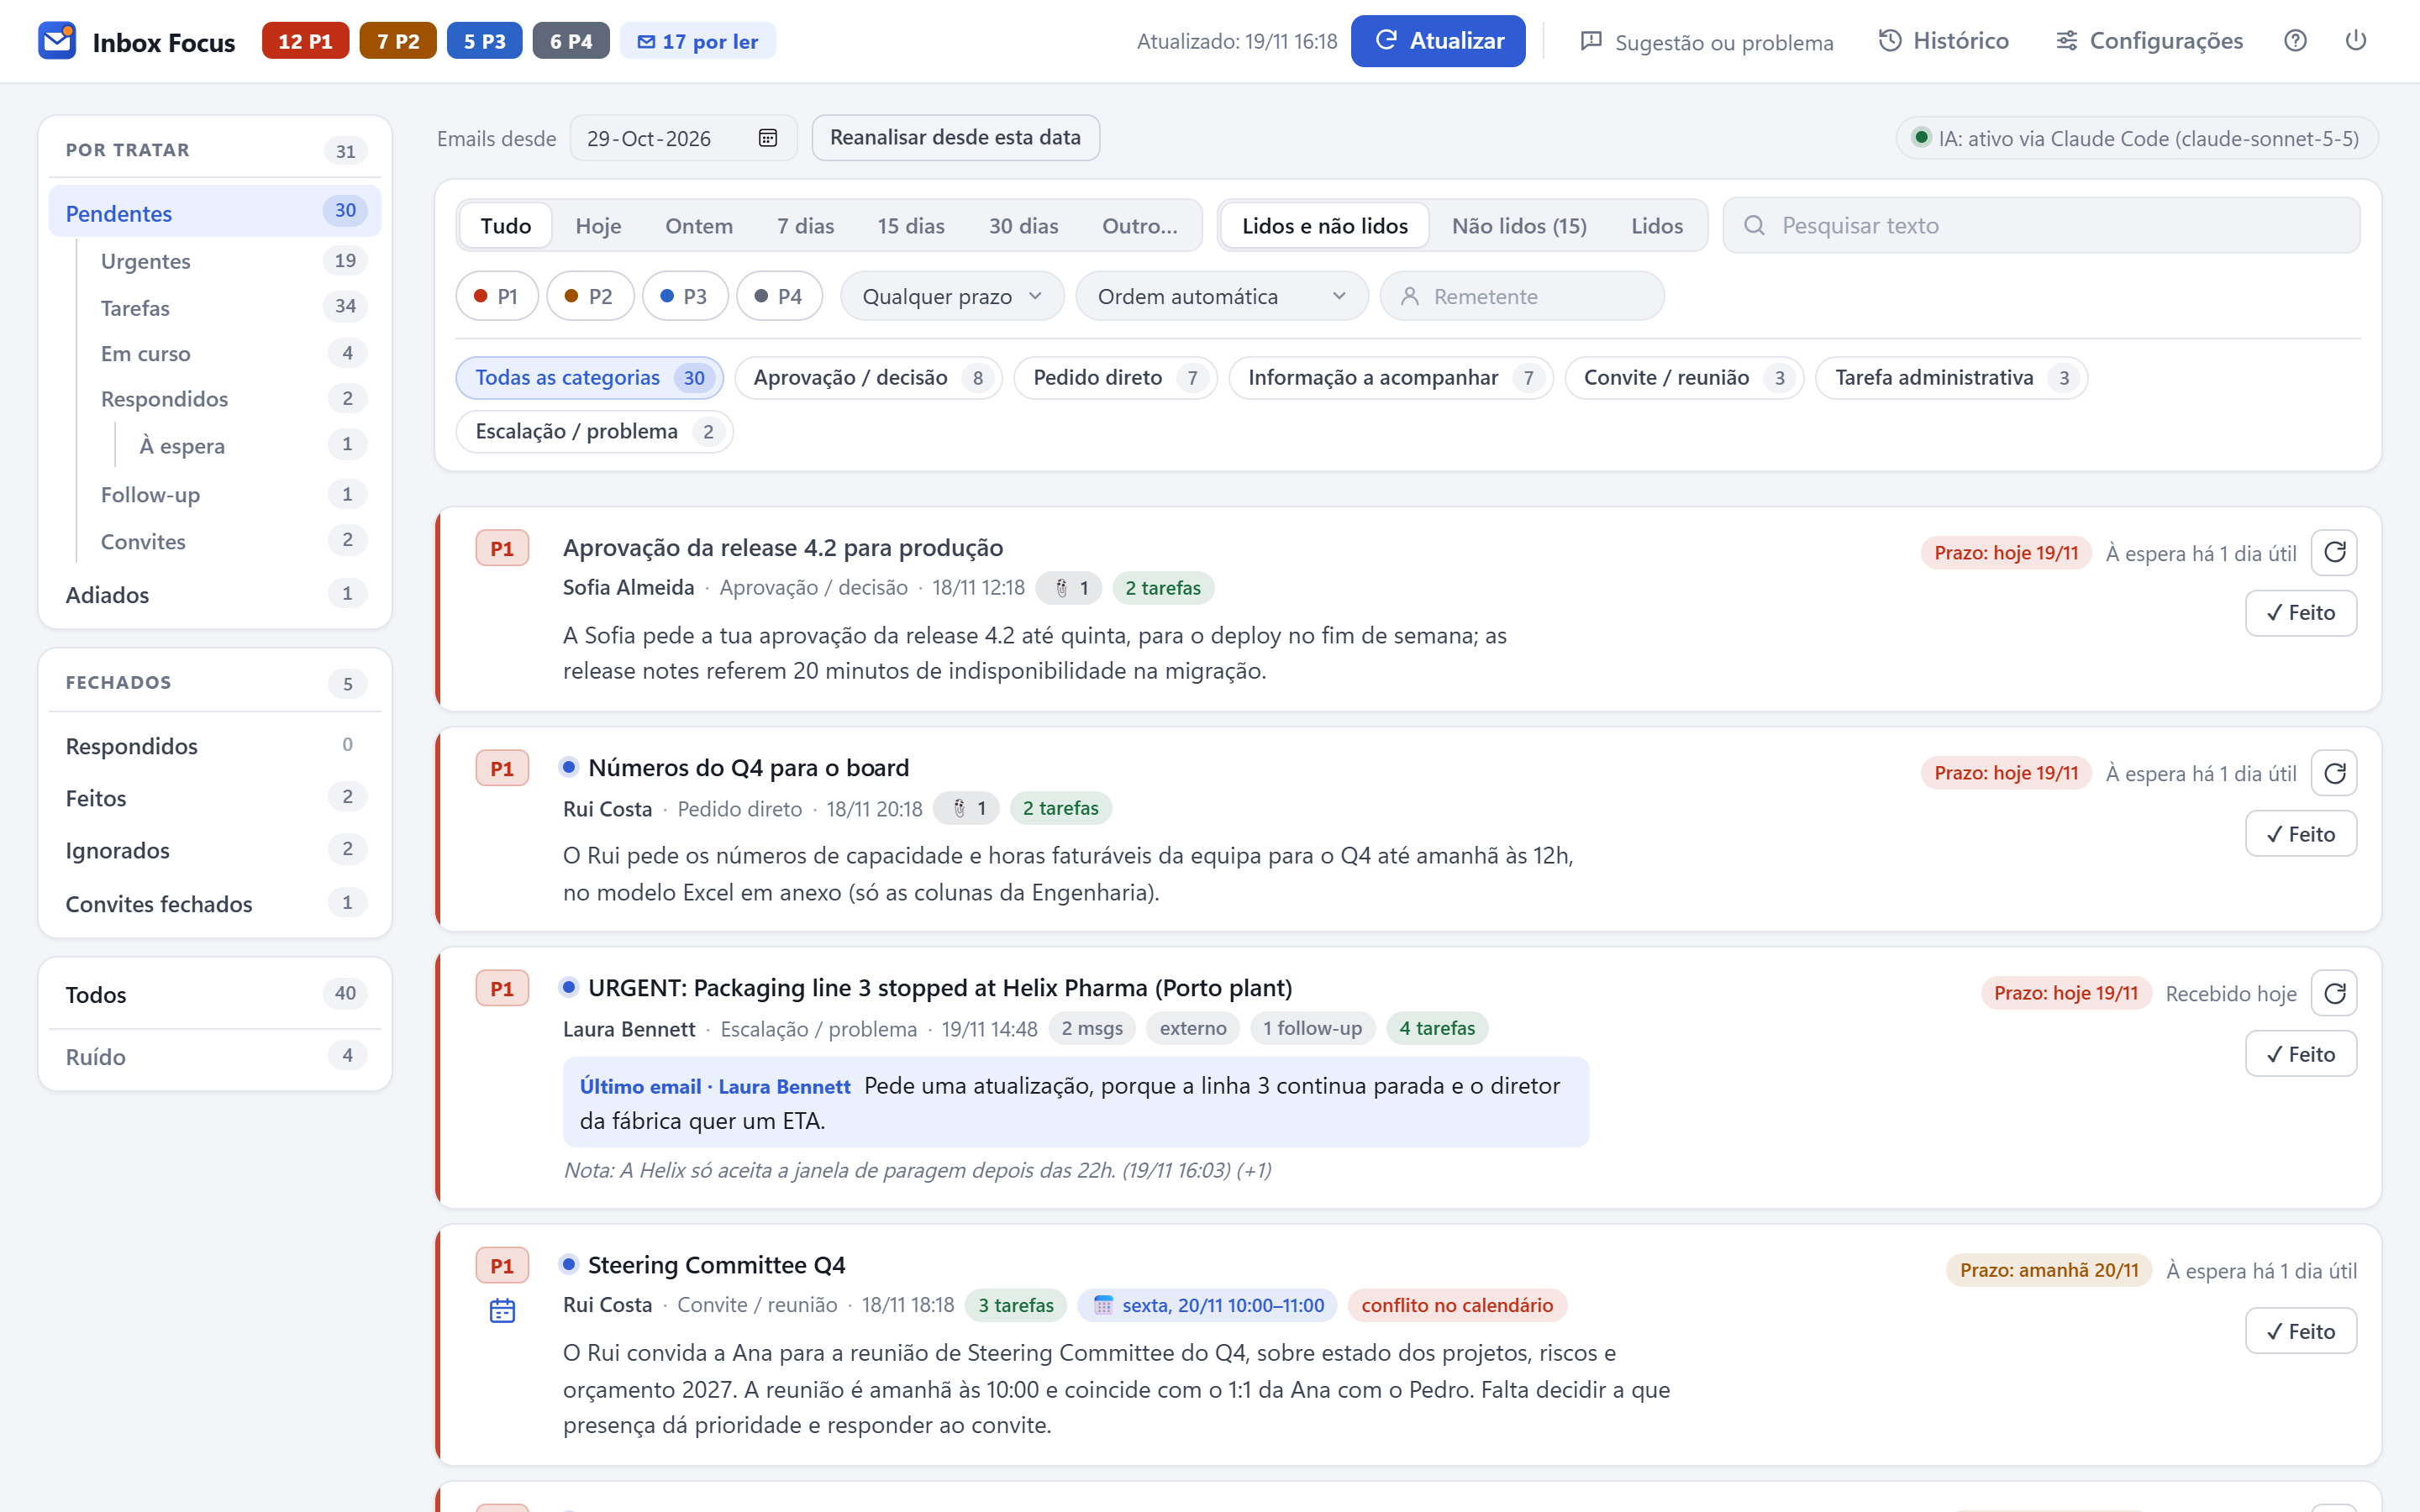 Inbox Focus 12 P1 7 P2 5 P3 6 P4 17 por ler Atualizado: 19/11 16:18 Atualizar Sugestão ou problema Histórico Configurações
POR TRATAR 31
Pendentes 30
Urgentes 19
Tarefas 34
Em curso 4
Respondidos 2
À espera 1
Follow-up 1
Convites 2
Adiados 1
FECHADOS 5
Respondidos 0
Feitos 2
Ignorados 2
Convites fechados 1
Todos 40
Ruído 4
Emails desde 29-Oct-2026 Reanalisar desde esta data IA: ativo via Claude Code (claude-sonnet-5-5)
Tudo Hoje Ontem 7 dias 15 dias 30 dias Outro... Lidos e não lidos Não lidos (15) Lidos Pesquisar texto
P1 P2 P3 P4 Qualquer prazo Ordem automática Remetente
Todas as categorias 30 Aprovação / decisão 8 Pedido direto 7 Informação a acompanhar 7 Convite / reunião 3 Tarefa administrativa 3
Escalação / problema 2
P1 Aprovação da release 4.2 para produção Prazo: hoje 19/11 À espera há 1 dia útil
Sofia Almeida · Aprovação / decisão · 18/11 12:18 1 2 tarefas
✓ Feito
A Sofia pede a tua aprovação da release 4.2 até quinta, para o deploy no fim de semana; as
release notes referem 20 minutos de indisponibilidade na migração.
P1 Números do Q4 para o board Prazo: hoje 19/11 À espera há 1 dia útil
Rui Costa · Pedido direto · 18/11 20:18 1 2 tarefas
✓ Feito
O Rui pede os números de capacidade e horas faturáveis da equipa para o Q4 até amanhã às 12h,
no modelo Excel em anexo (só as colunas da Engenharia).
P1 URGENT: Packaging line 3 stopped at Helix Pharma (Porto plant) Prazo: hoje 19/11 Recebido hoje
Laura Bennett · Escalação / problema · 19/11 14:48 2 msgs externo 1 follow-up 4 tarefas
✓ Feito
Último email · Laura Bennett Pede uma atualização, porque a linha 3 continua parada e o diretor
da fábrica quer um ETA.
Nota: A Helix só aceita a janela de paragem depois das 22h. (19/11 16:03) (+1)
P1 Steering Committee Q4 Prazo: amanhã 20/11 À espera há 1 dia útil
Rui Costa · Convite / reunião · 18/11 18:18 3 tarefas sexta, 20/11 10:00–11:00 conflito no calendário
✓ Feito
O Rui convida a Ana para a reunião de Steering Committee do Q4, sobre estado dos projetos, riscos e
orçamento 2027. A reunião é amanhã às 10:00 e coincide com o 1:1 da Ana com o Pedro. Falta decidir a que
presença dá prioridade e responder ao convite.